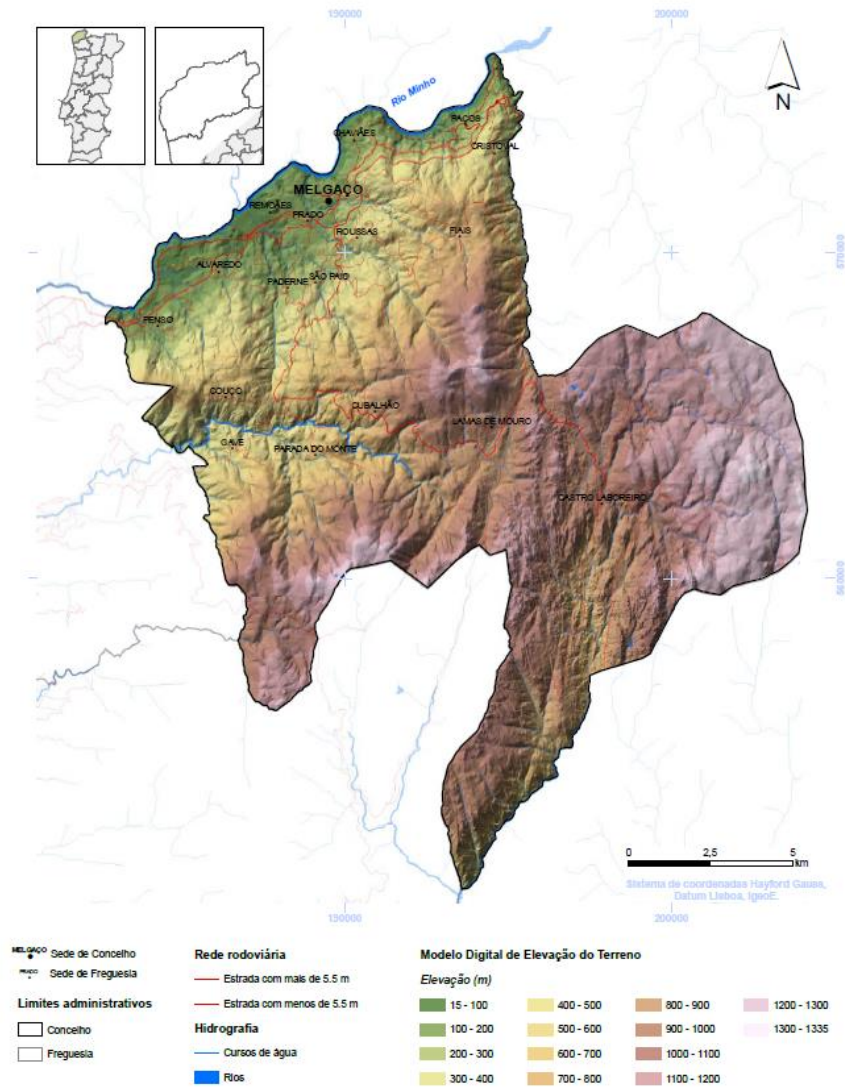 190000
200000
Rio Minho
N
PAÇOS
CHAVIÃES
CRISTOVAL
MELGAÇO
REMOÃES
PRADO
ROUSSAS
FIAIS
570000
ALVAREDO
SÃO PAIO
PADERNE
PENSO
COUÇO
CUBALHÃO
LAMAS DE MOURO
GAVE
PARADA DO MONTE
CASTRO LABOREIRO
560000
0 2,5 5
km
Sistema de coordenadas Hayford Gauss,
Datum Lisboa, IgeoE.
190000
200000
MELGAÇO Sede de Concelho
PRADO Sede de Freguesia
Limites administrativos
Concelho
Freguesia
Rede rodoviária
Estrada com mais de 5.5 m
Estrada com menos de 5.5 m
Hidrografia
Cursos de água
Rios
Modelo Digital de Elevação do Terreno
Elevação (m)
15 - 100
100 - 200
200 - 300
300 - 400
400 - 500
500 - 600
600 - 700
700 - 800
800 - 900
900 - 1000
1000 - 1100
1100 - 1200
1200 - 1300
1300 - 1335